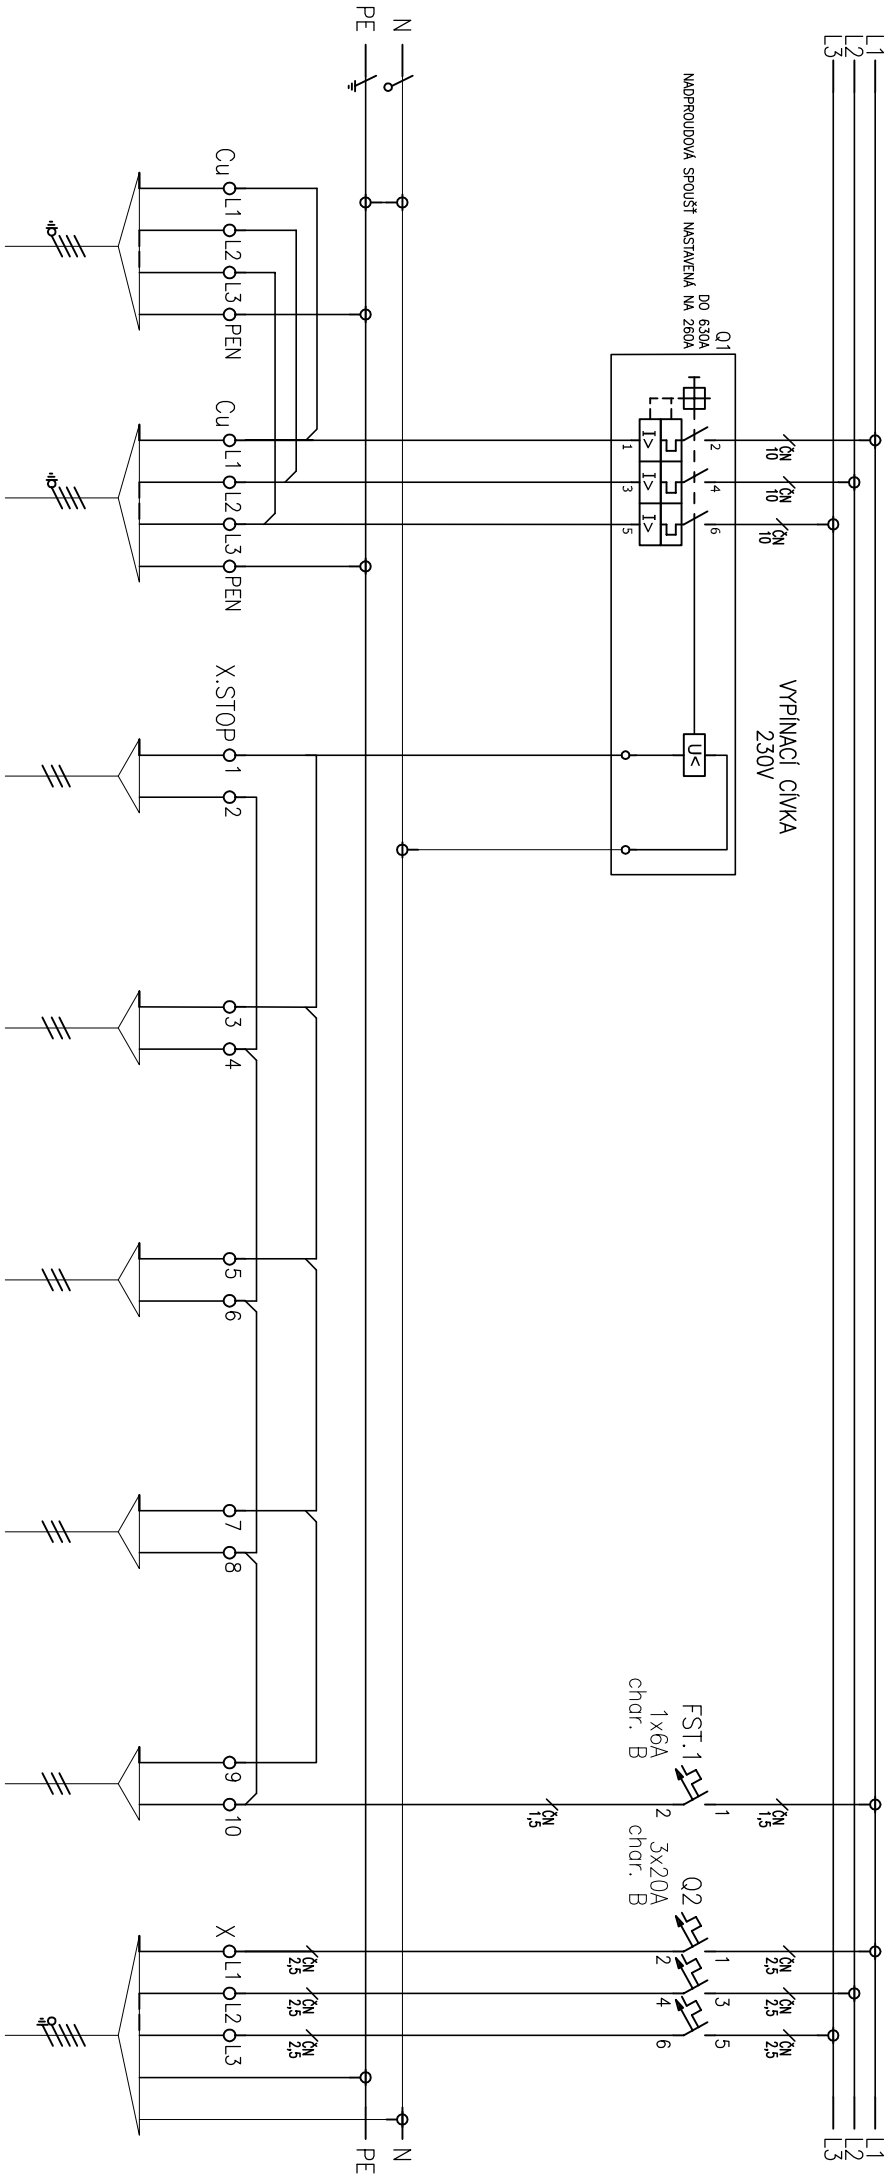 L1
L2
L3
NADPROUDOVÁ SPOUŠŤ NASTAVENÁ NA 260A
DO 630A
Q1
ČN
10
ČN
10
ČN
10
2
4
6
I>
I>
I>
1
3
5
VYPÍNACÍ CÍVKA
230V
U<
FST.1
1x6A
char. B
1
2
ČN
1,5
ČN
1,5
Q2
3x20A
char. B
1
3
5
2
4
6
ČN
2,5
ČN
2,5
ČN
2,5
ČN
2,5
ČN
2,5
ČN
2,5
L1
L2
L3
N
PE
N
PE
Cu
L1
L2
L3
PEN
Cu
L1
L2
L3
PEN
X.STOP
1
2
3
4
5
6
7
8
9
10
X
L1
L2
L3